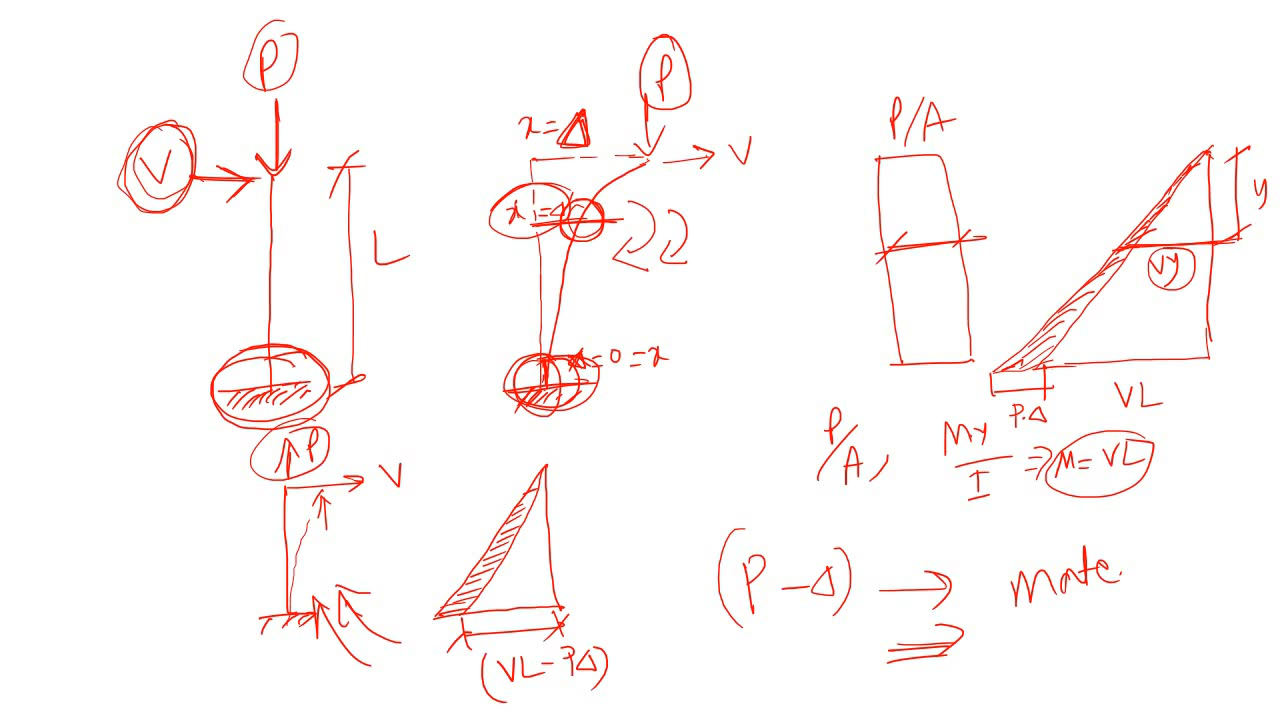 P
V
L
P
x = Δ
V
x = Δ
Δ = 0 = x
P/A
y
Vy
P.Δ
VL
P/A, My/I ⇒ M = VL
P
V
(VL - PΔ)
(P - Δ) → mate.